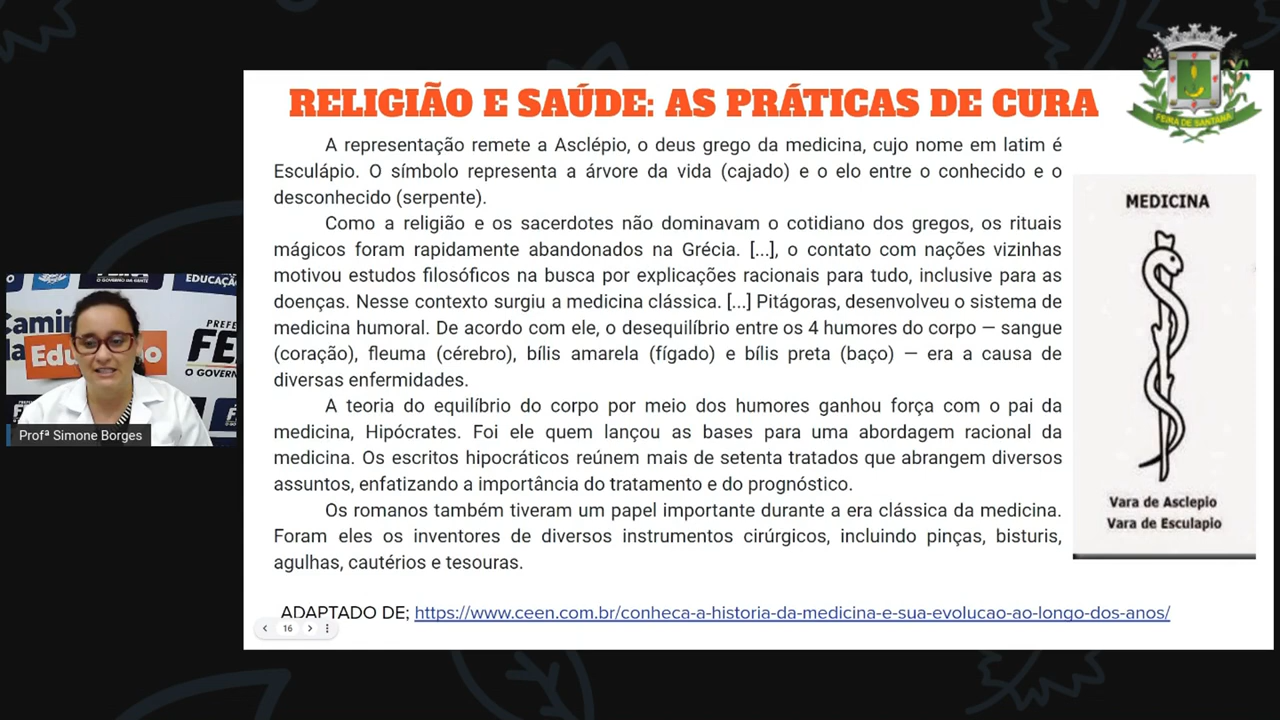 RELIGIÃO E SAÚDE: AS PRÁTICAS DE CURA
FEIRA DE SANTANA
A representação remete a Asclépio, o deus grego da medicina, cujo nome em latim é
Esculápio. O símbolo representa a árvore da vida (cajado) e o elo entre o conhecido e o
desconhecido (serpente).
Como a religião e os sacerdotes não dominavam o cotidiano dos gregos, os rituais
mágicos foram rapidamente abandonados na Grécia. [...], o contato com nações vizinhas
motivou estudos filosóficos na busca por explicações racionais para tudo, inclusive para as
doenças. Nesse contexto surgiu a medicina clássica. [...] Pitágoras, desenvolveu o sistema de
medicina humoral. De acordo com ele, o desequilíbrio entre os 4 humores do corpo — sangue
(coração), fleuma (cérebro), bílis amarela (fígado) e bílis preta (baço) — era a causa de
diversas enfermidades.
A teoria do equilíbrio do corpo por meio dos humores ganhou força com o pai da
medicina, Hipócrates. Foi ele quem lançou as bases para uma abordagem racional da
medicina. Os escritos hipocráticos reúnem mais de setenta tratados que abrangem diversos
assuntos, enfatizando a importância do tratamento e do prognóstico.
Os romanos também tiveram um papel importante durante a era clássica da medicina.
Foram eles os inventores de diversos instrumentos cirúrgicos, incluindo pinças, bisturis,
agulhas, cautérios e tesouras.
MEDICINA
Vara de Asclepio
Vara de Esculapio
ADAPTADO DE; https://www.ceen.com.br/conheca-a-historia-da-medicina-e-sua-evolucao-ao-longo-dos-anos/
16
EDUCAÇÃ
O GOVERNO DA GENTE
Camin
da
Edu
o
PREFE
FE
O GOVERN
Profª Simone Borges